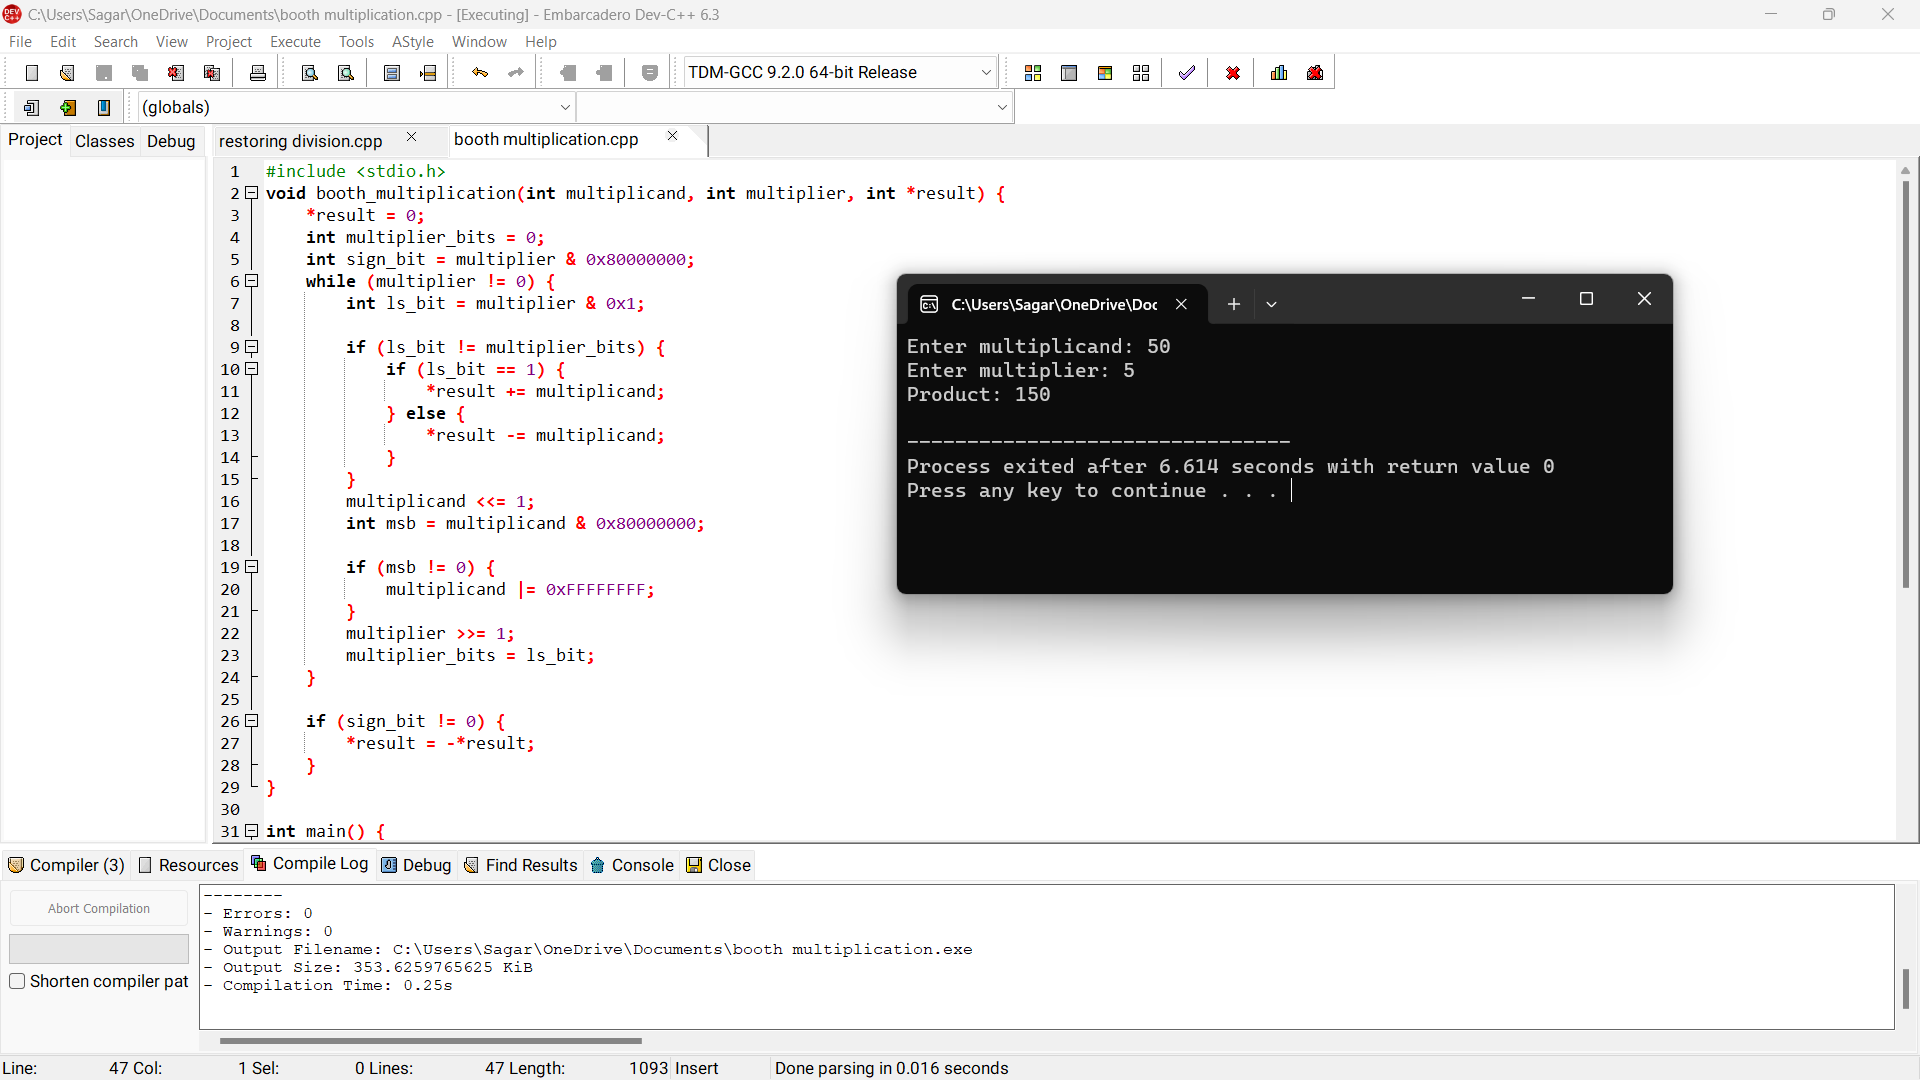 C:\Users\Sagar\OneDrive\Documents\booth multiplication.cpp - [Executing] - Embarcadero Dev-C++ 6.3
File Edit Search View Project Execute Tools AStyle Window Help
TDM-GCC 9.2.0 64-bit Release
(globals)
Project Classes Debug restoring division.cpp booth multiplication.cpp
1 #include <stdio.h>
2 void booth_multiplication(int multiplicand, int multiplier, int *result) {
3 *result = 0;
4 int multiplier_bits = 0;
5 int sign_bit = multiplier & 0x80000000;
6 while (multiplier != 0) {
7 int ls_bit = multiplier & 0x1;
8
9 if (ls_bit != multiplier_bits) {
10 if (ls_bit == 1) {
11 *result += multiplicand;
12 } else {
13 *result -= multiplicand;
14 }
15 }
16 multiplicand <<= 1;
17 int msb = multiplicand & 0x80000000;
18
19 if (msb != 0) {
20 multiplicand |= 0xFFFFFFFF;
21 }
22 multiplier >>= 1;
23 multiplier_bits = ls_bit;
24 }
25
26 if (sign_bit != 0) {
27 *result = -*result;
28 }
29 }
30
31 int main() {
C:\Users\Sagar\OneDrive\Doc
Enter multiplicand: 50
Enter multiplier: 5
Product: 150
--------------------------------
Process exited after 6.614 seconds with return value 0
Press any key to continue . . .
Compiler (3) Resources Compile Log Debug Find Results Console Close
Abort Compilation
Shorten compiler pat
--------
- Errors: 0
- Warnings: 0
- Output Filename: C:\Users\Sagar\OneDrive\Documents\booth multiplication.exe
- Output Size: 353.6259765625 KiB
- Compilation Time: 0.25s
Line: 47 Col: 1 Sel: 0 Lines: 47 Length: 1093 Insert Done parsing in 0.016 seconds